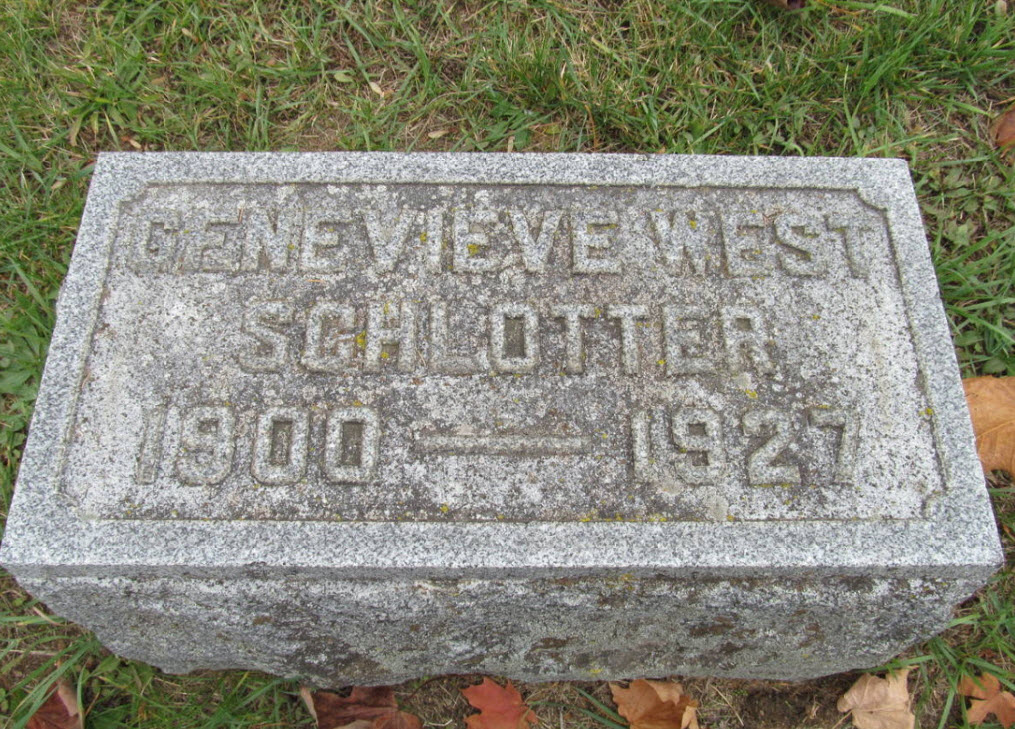 GENEVIEVE WEST
SCHLOTTER
1900 — 1927